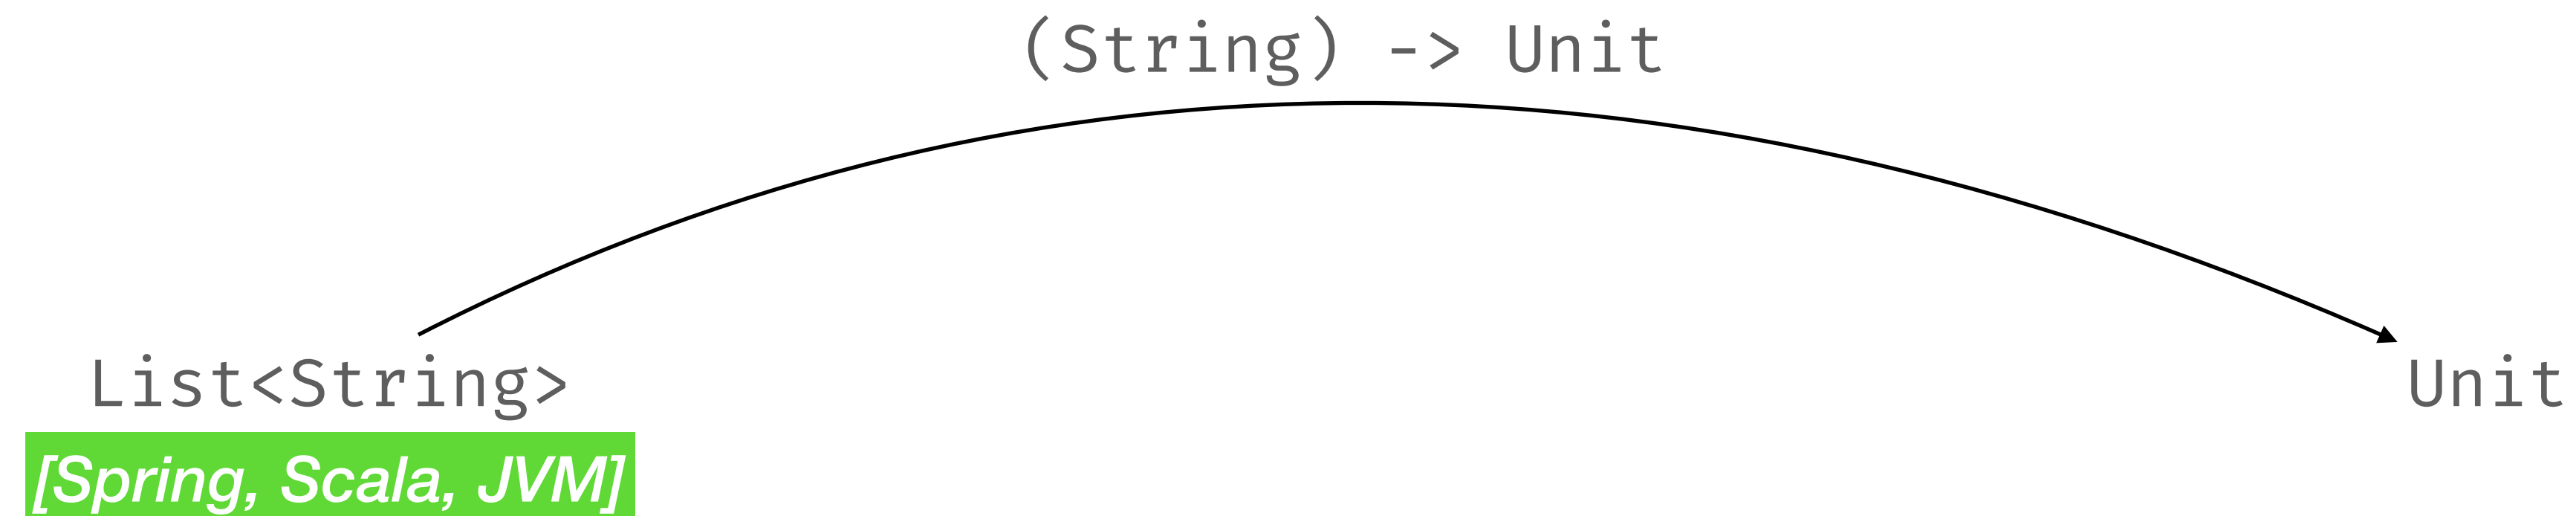 (String) -> Unit
List<String>
Unit
[Spring, Scala, JVM]